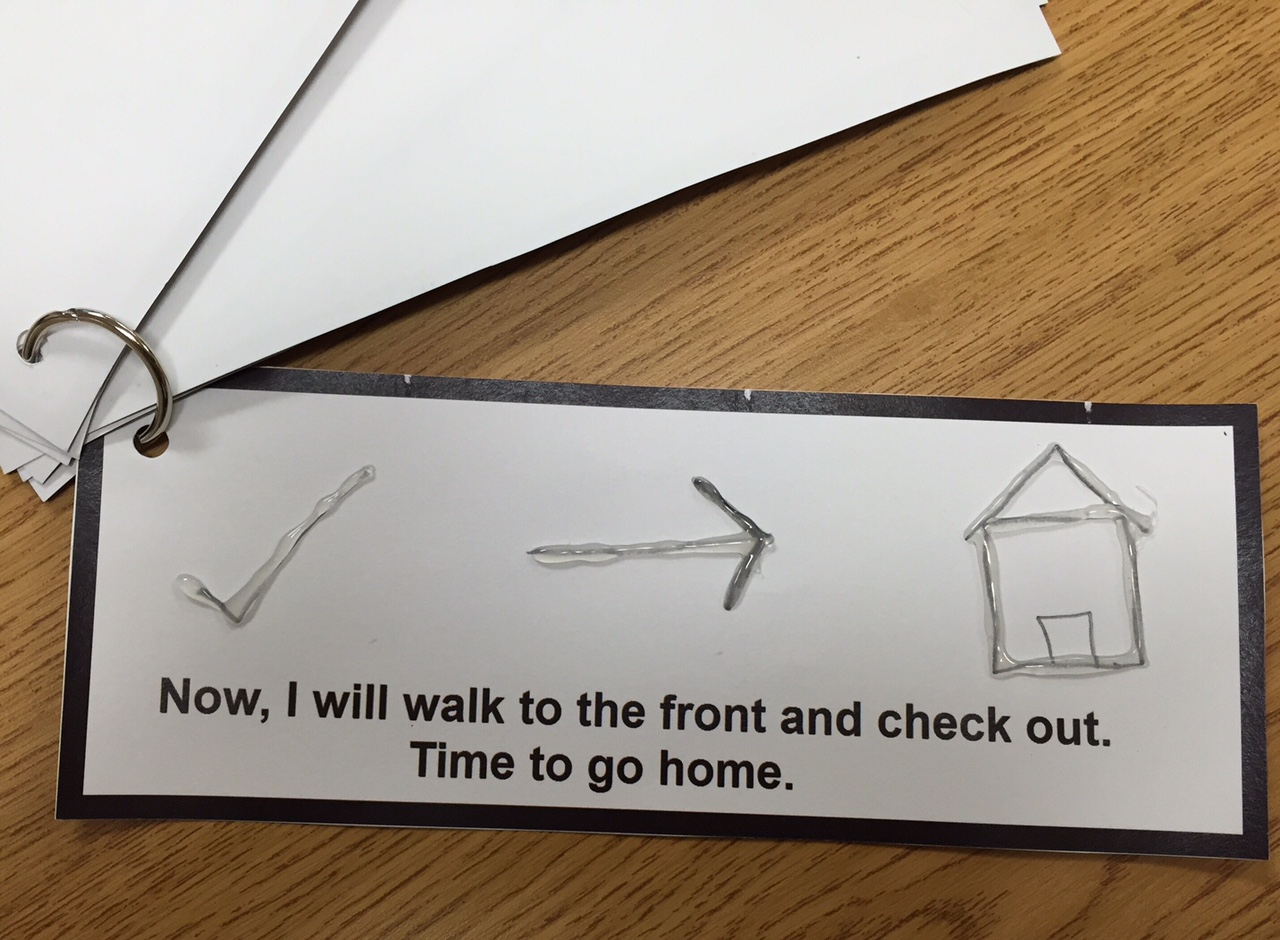 Now, I will walk to the front and check out.
Time to go home.